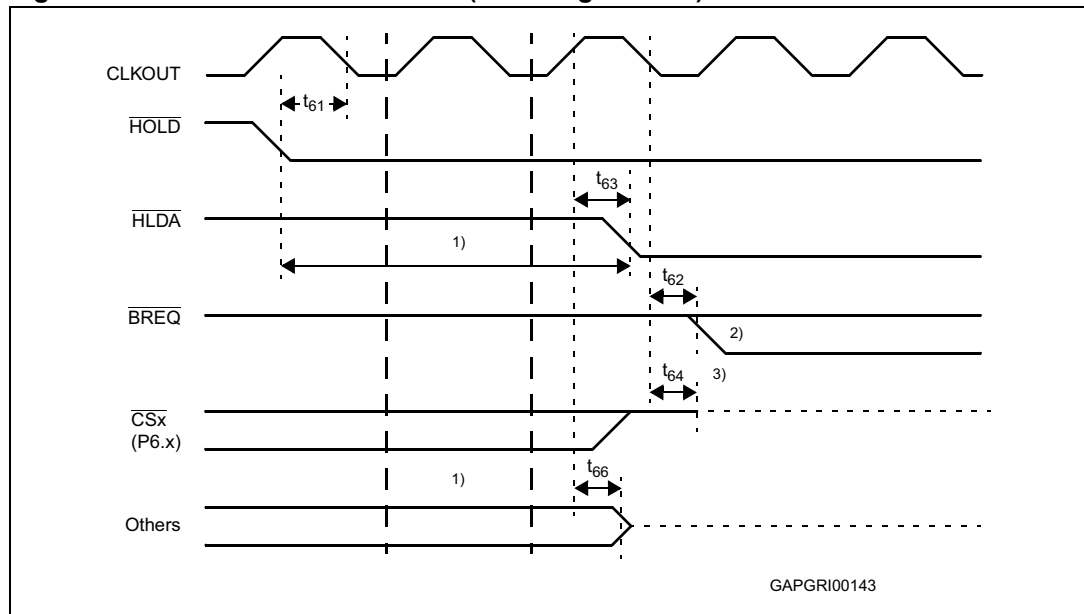 CLKOUT
t61
HOLD
t63
HLDA
1)
t62
BREQ
2)
t64
3)
CSx
(P6.x)
1)
t66
Others
GAPGRI00143